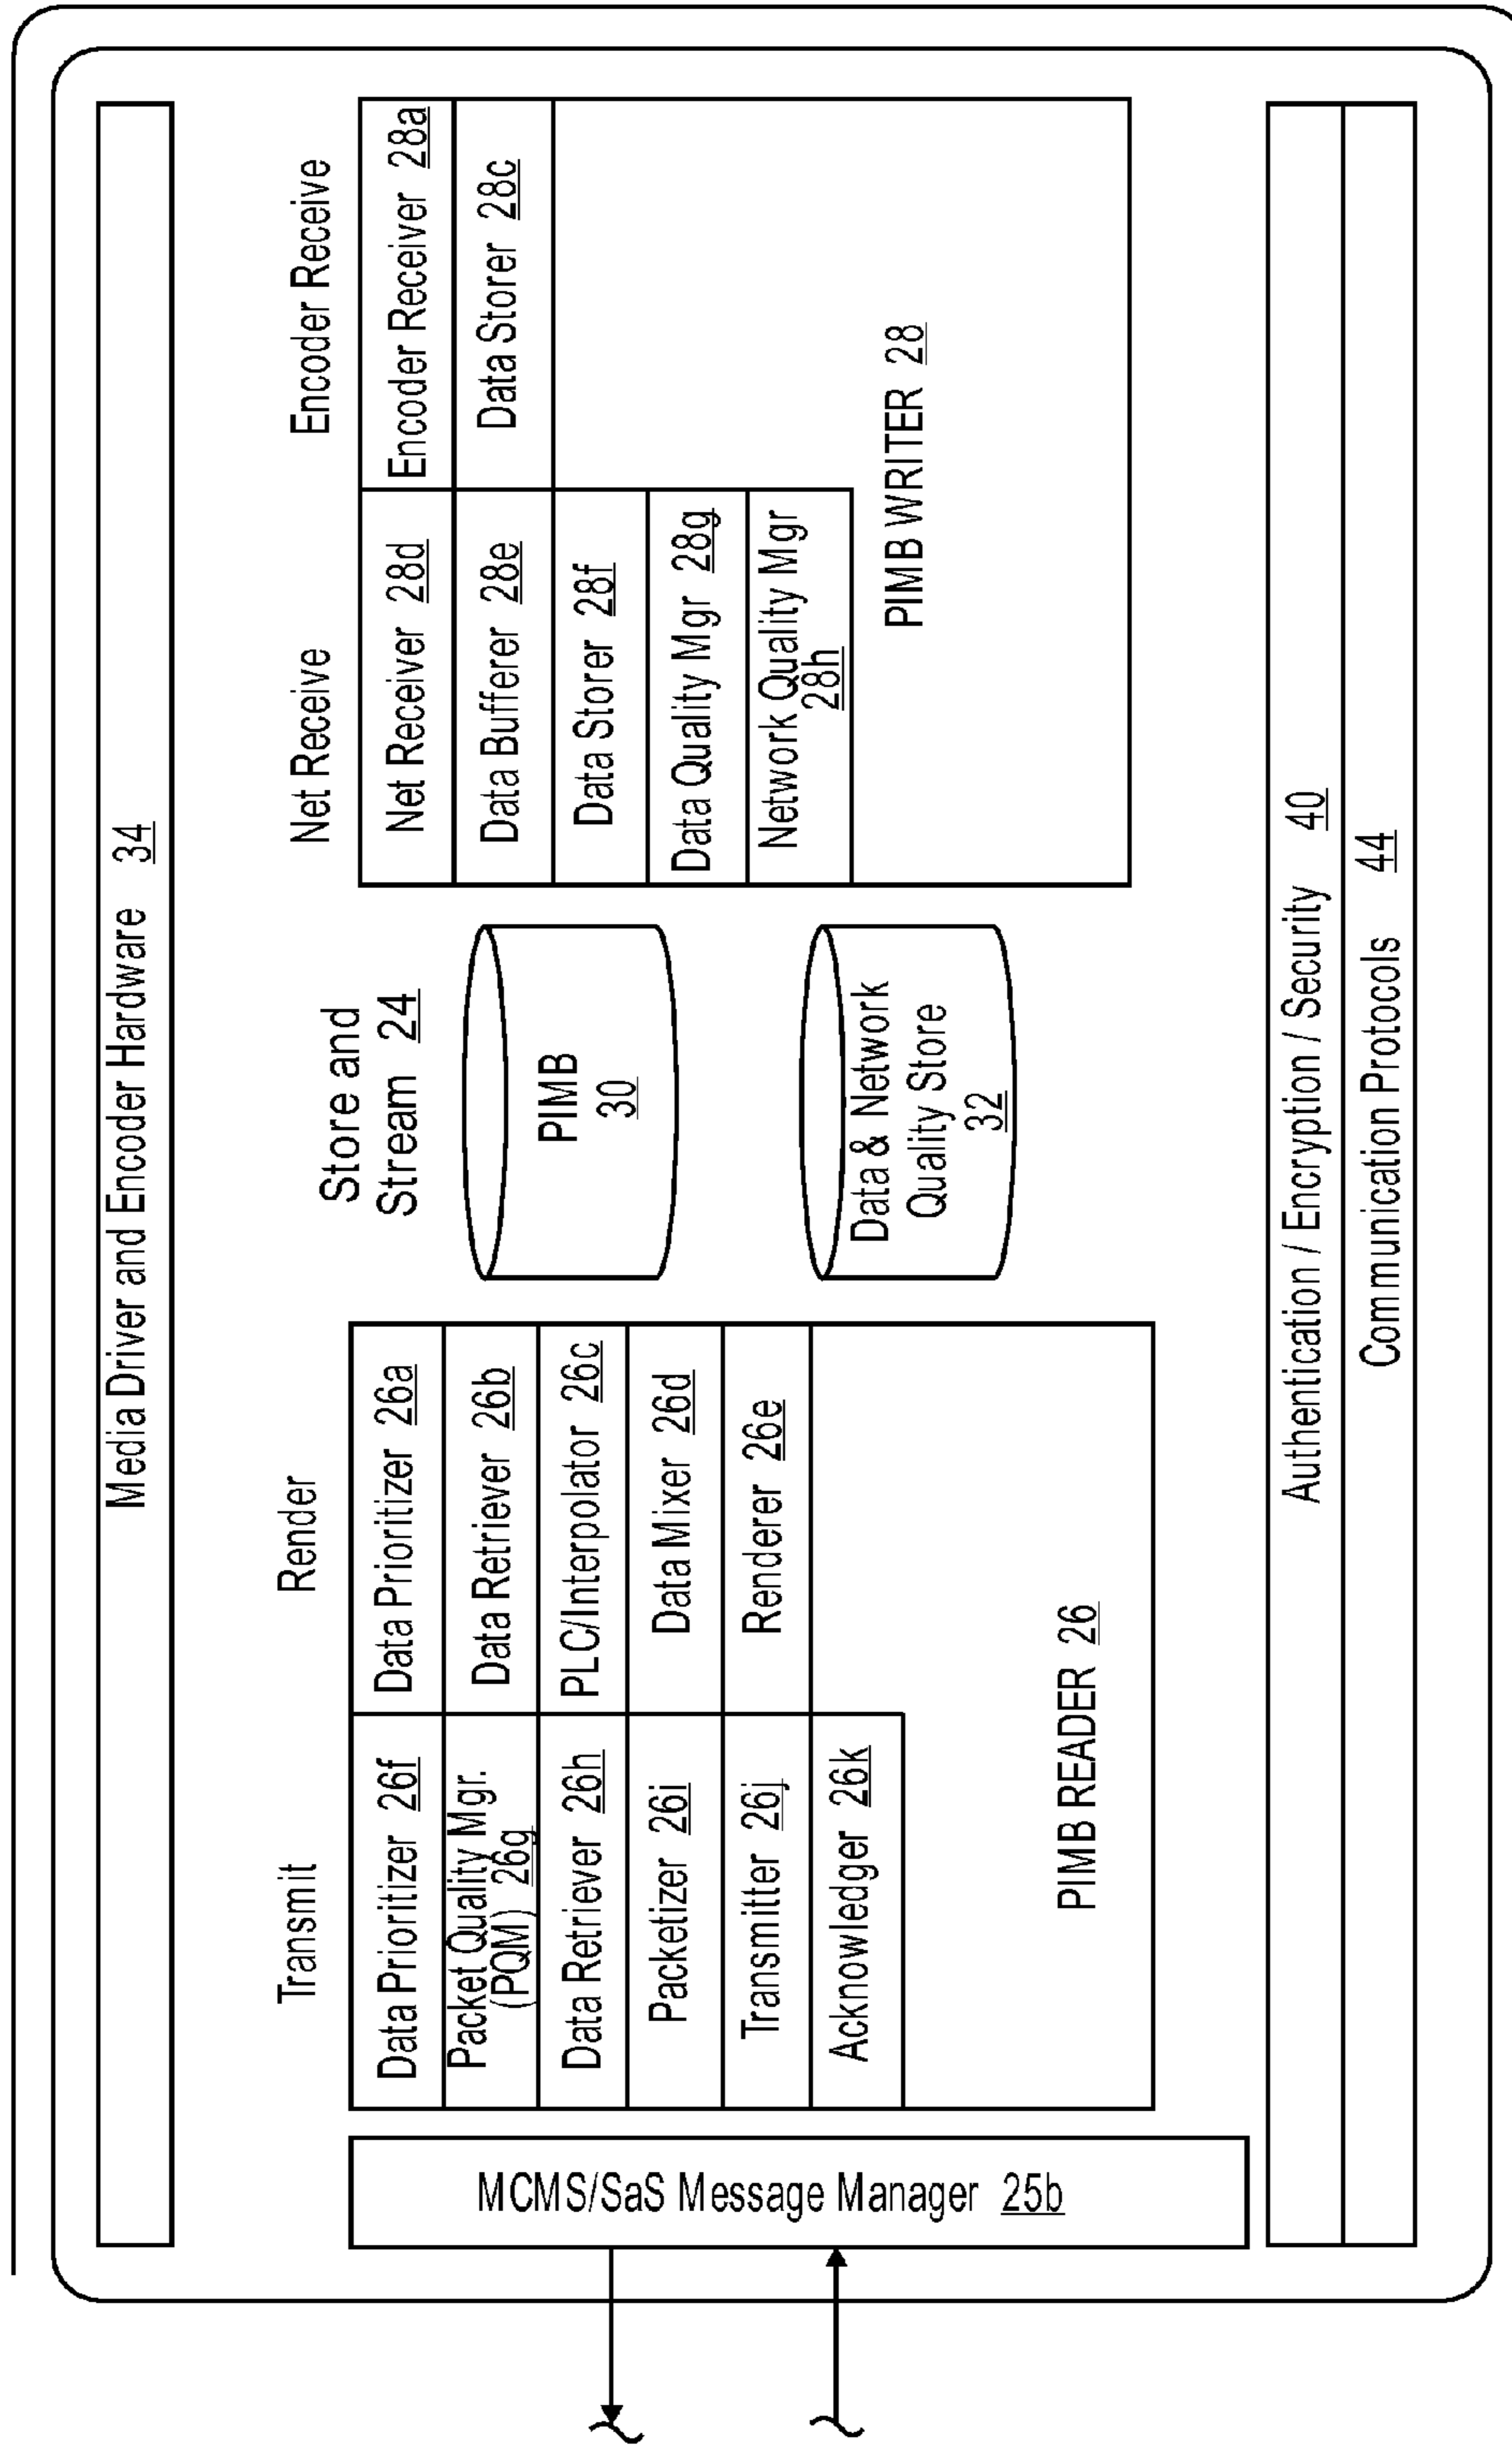 Media Driver and Encoder Hardware 34
Store and
Stream 24
Transmit
Render
Net Receive
Encoder Receive
MCMS/SaS Message Manager 25b
Data Prioritizer 26f
Packet Quality Mgr.
(PQM) 26g
Data Retriever 26h
Packetizer 26i
Transmitter 26j
Acknowledger 26k
Data Prioritizer 26a
Data Retriever 26b
PLC/Interpolator 26c
Data Mixer 26d
Renderer 26e
PIMB READER 26
PIMB
30
Data & Network
Quality Store
32
Net Receiver 28d
Data Bufferer 28e
Data Storer 28f
Data Quality Mgr 28g
Network Quality Mgr
28h
Encoder Receiver 28a
Data Storer 28c
PIMB WRITER 28
Authentication / Encryption / Security 40
Communication Protocols 44